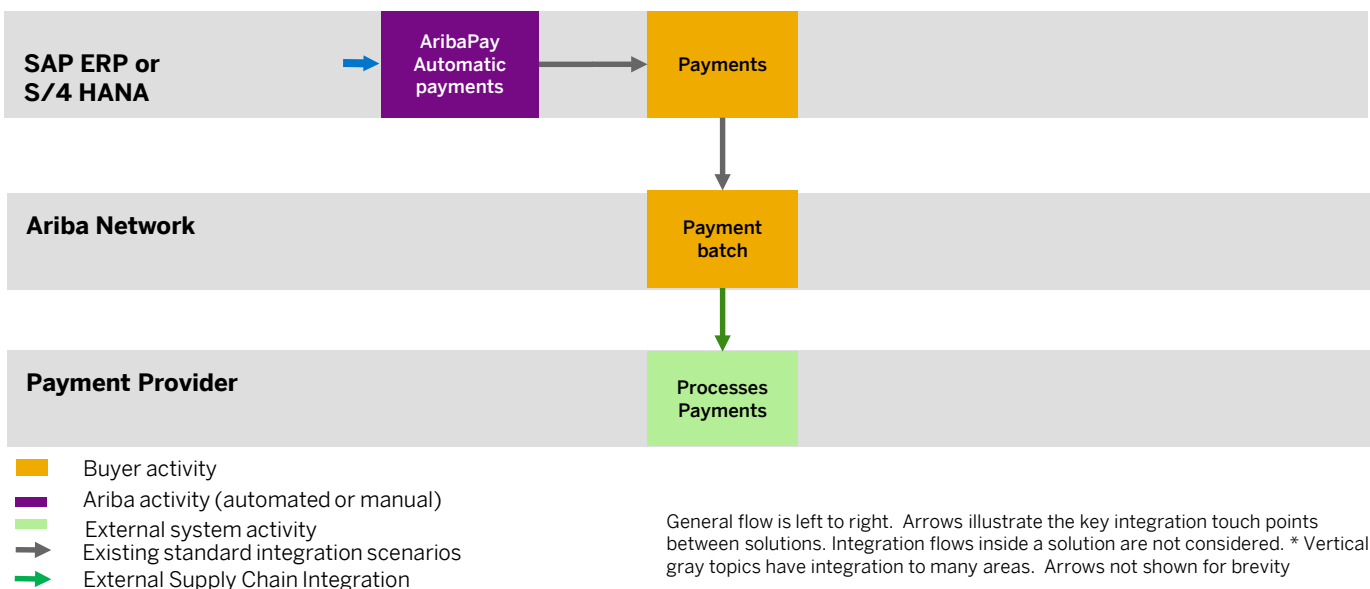 SAP ERP or
S/4 HANA
AribaPay
Automatic
payments
Payments
Ariba Network
Payment
batch
Payment Provider
Processes
Payments
Buyer activity
Ariba activity (automated or manual)
External system activity
Existing standard integration scenarios
External Supply Chain Integration
General flow is left to right. Arrows illustrate the key integration touch points
between solutions. Integration flows inside a solution are not considered. * Vertical
gray topics have integration to many areas. Arrows not shown for brevity